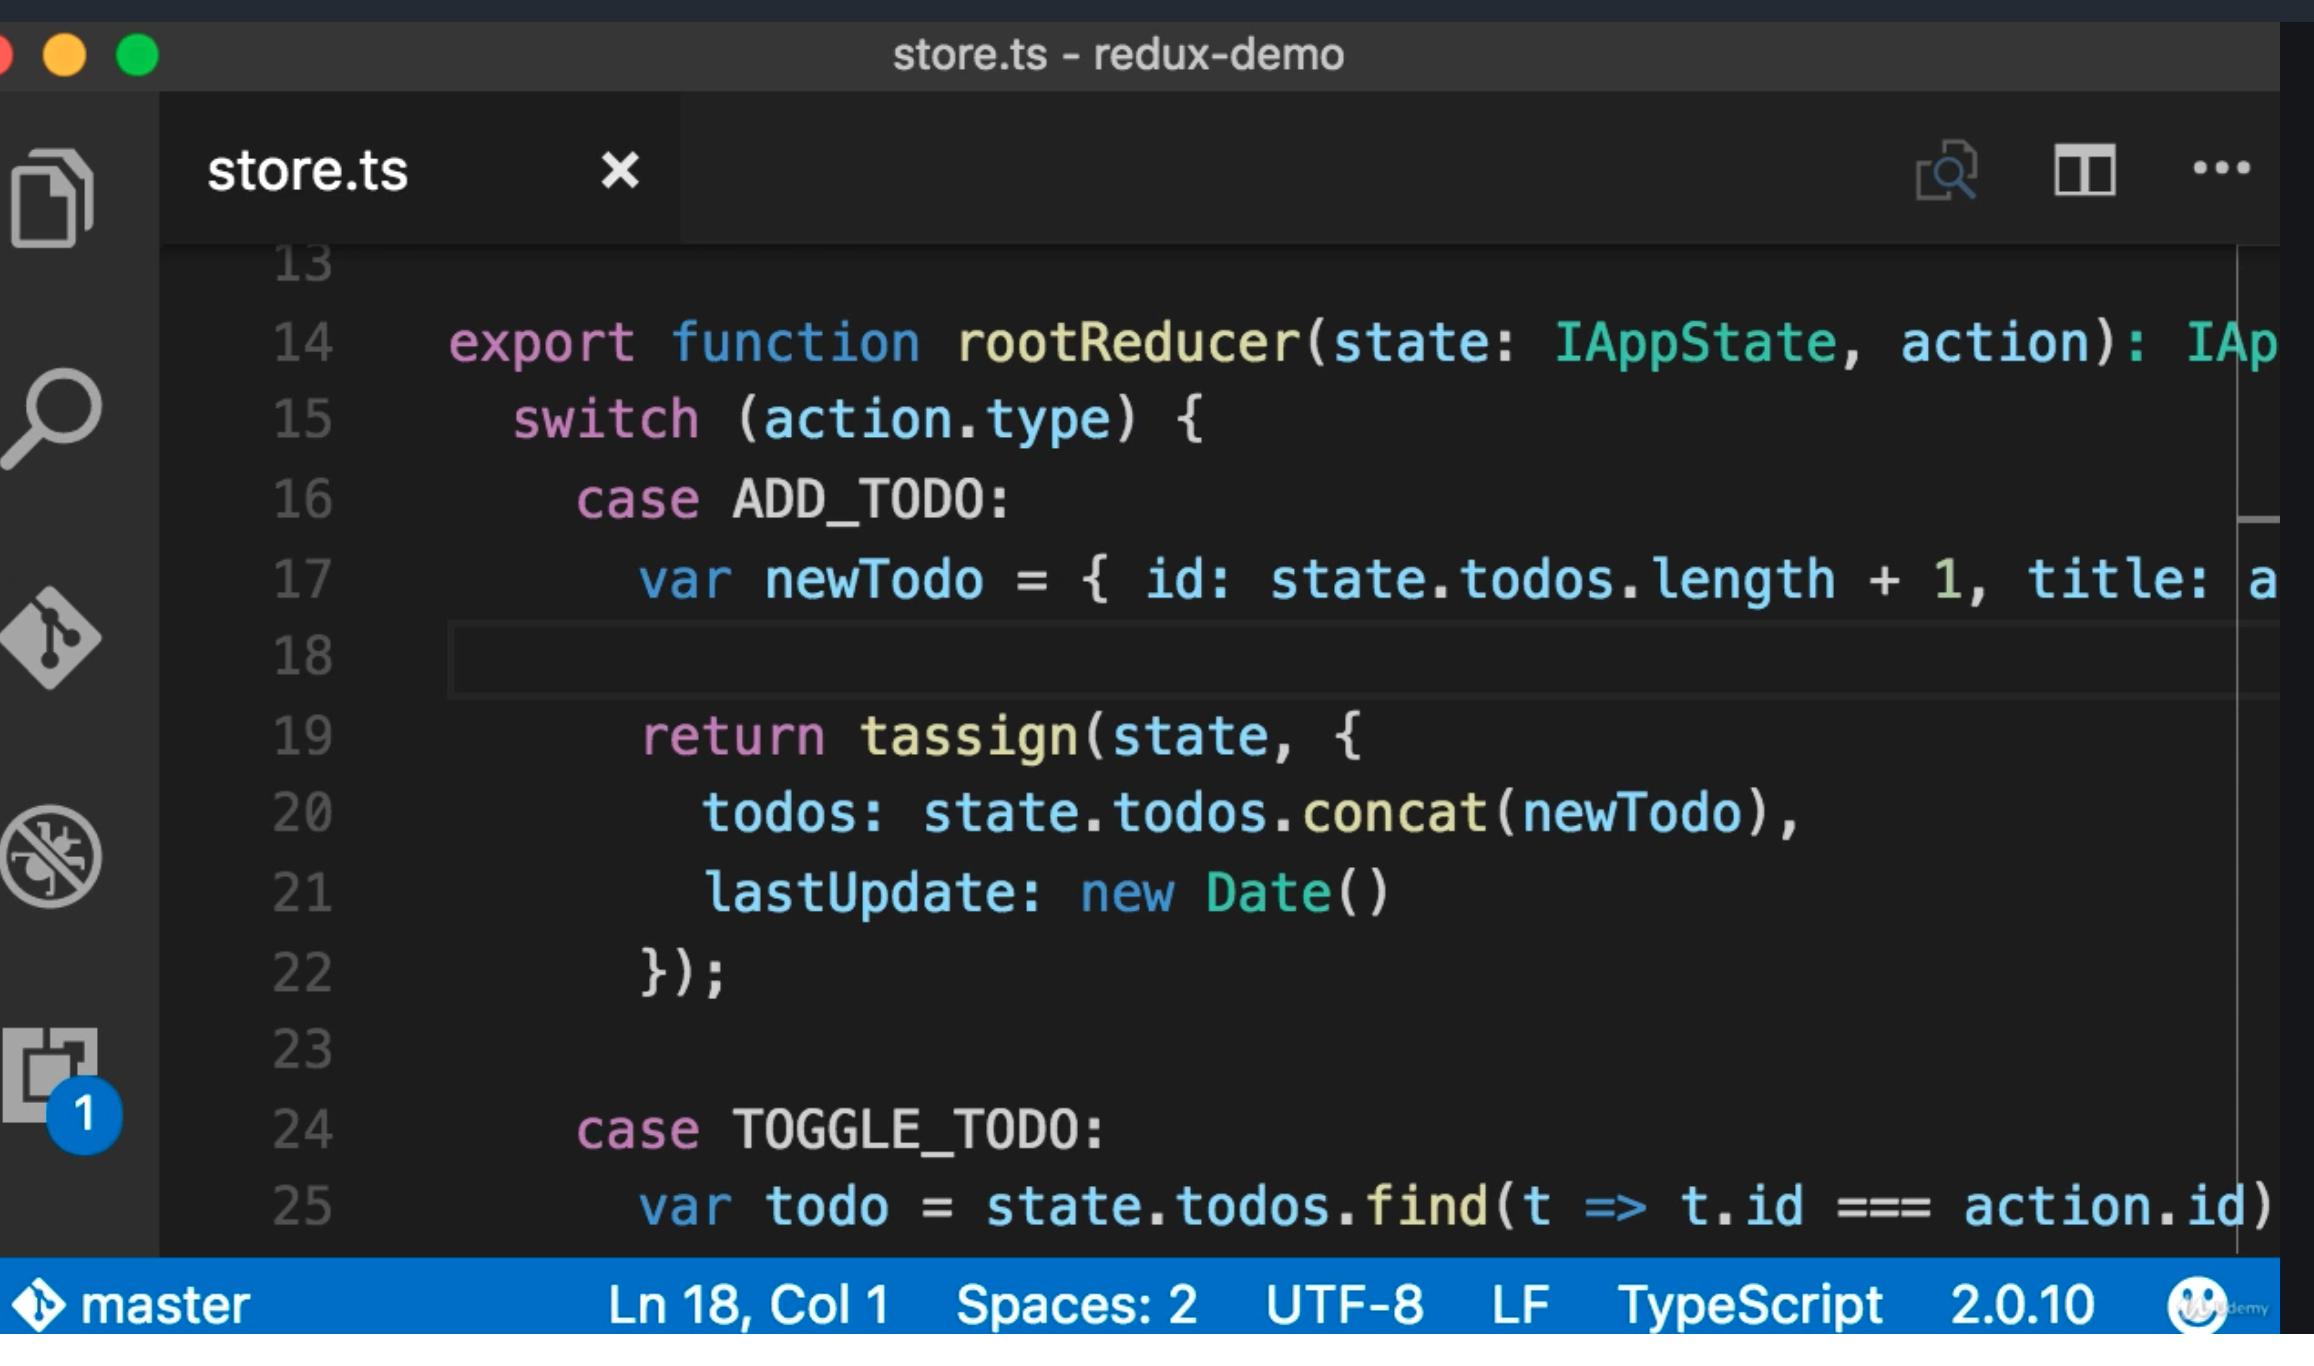 store.ts - redux-demo
store.ts
13
14 export function rootReducer(state: IAppState, action): IAp
15 switch (action.type) {
16 case ADD_TODO:
17 var newTodo = { id: state.todos.length + 1, title: a
18
19 return tassign(state, {
20 todos: state.todos.concat(newTodo),
21 lastUpdate: new Date()
22 });
23
24 case TOGGLE_TODO:
25 var todo = state.todos.find(t => t.id === action.id)
1
master Ln 18, Col 1 Spaces: 2 UTF-8 LF TypeScript 2.0.10
Udemy